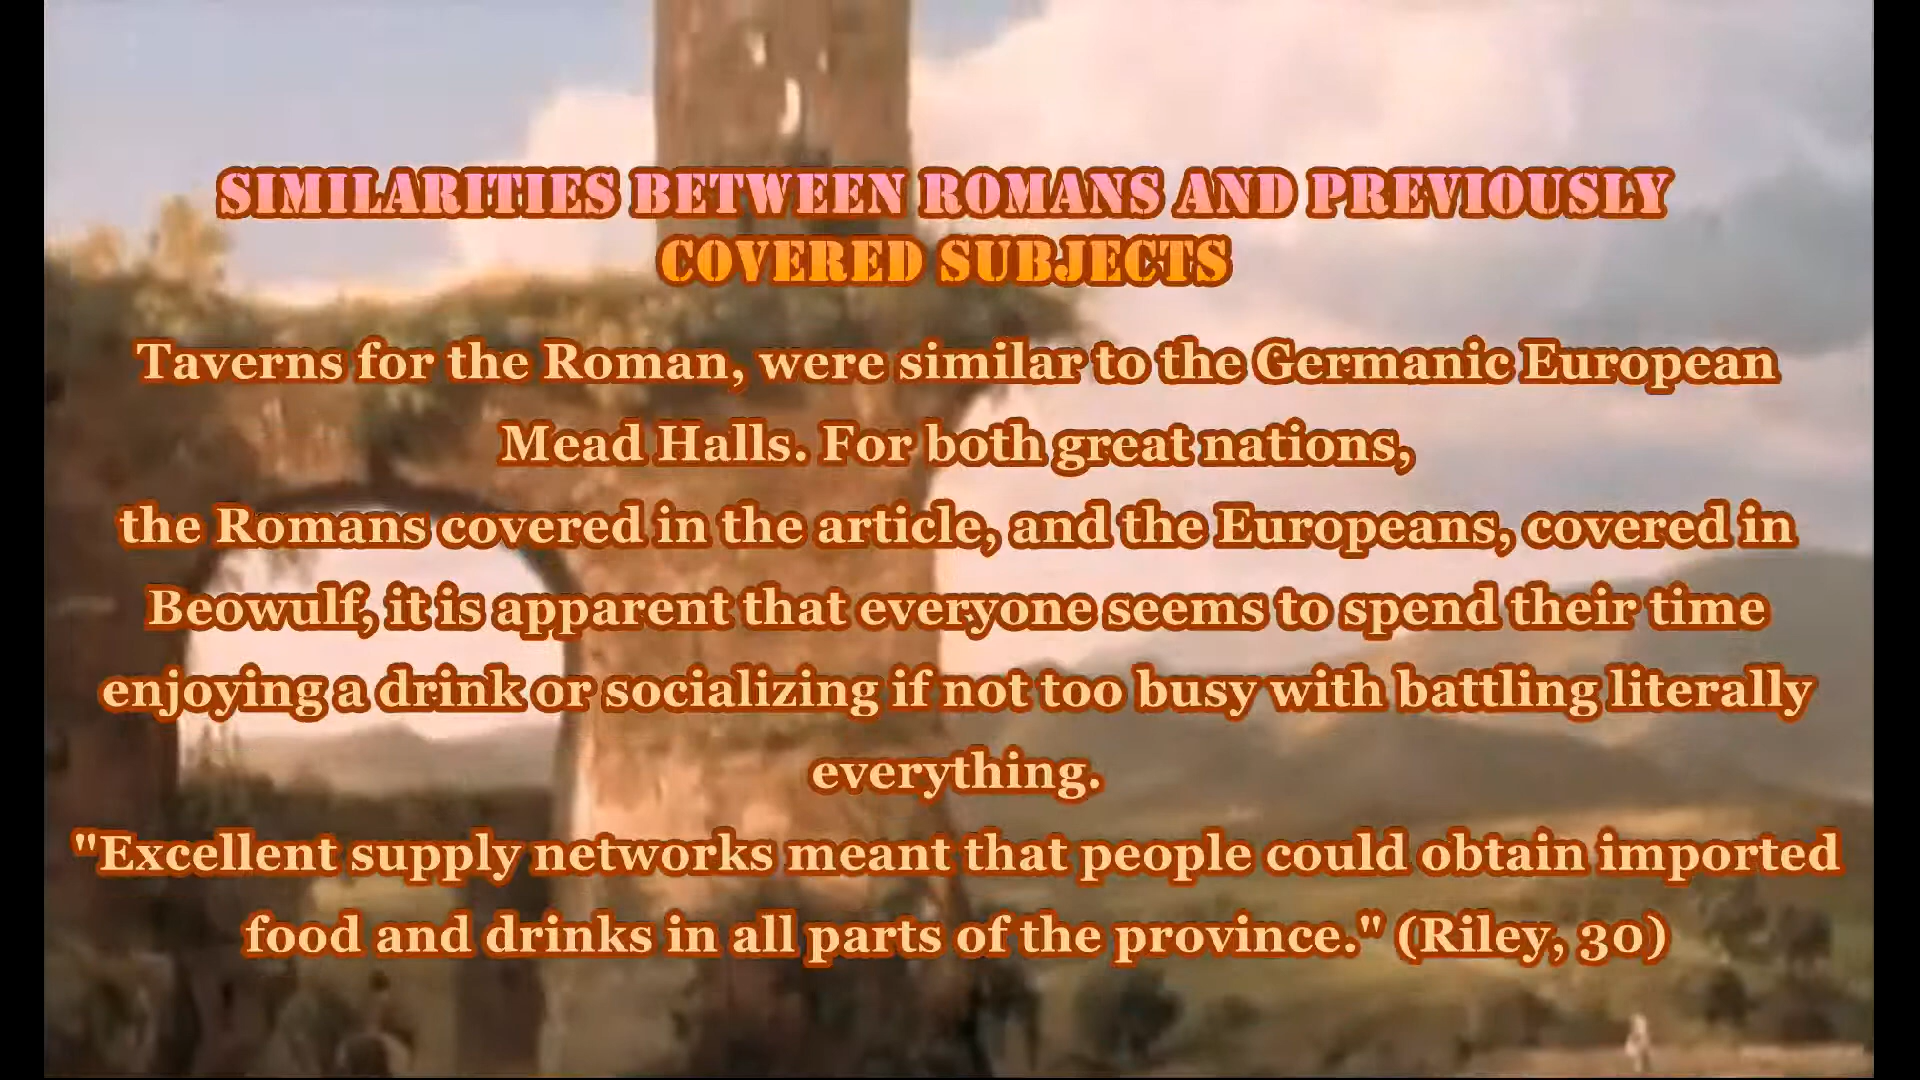 SIMILARITIES BETWEEN ROMANS AND PREVIOUSLY
COVERED SUBJECTS
Taverns for the Roman, were similar to the Germanic European
Mead Halls. For both great nations,
the Romans covered in the article, and the Europeans, covered in
Beowulf, it is apparent that everyone seems to spend their time
enjoying a drink or socializing if not too busy with battling literally
everything.
"Excellent supply networks meant that people could obtain imported
food and drinks in all parts of the province." (Riley, 30)